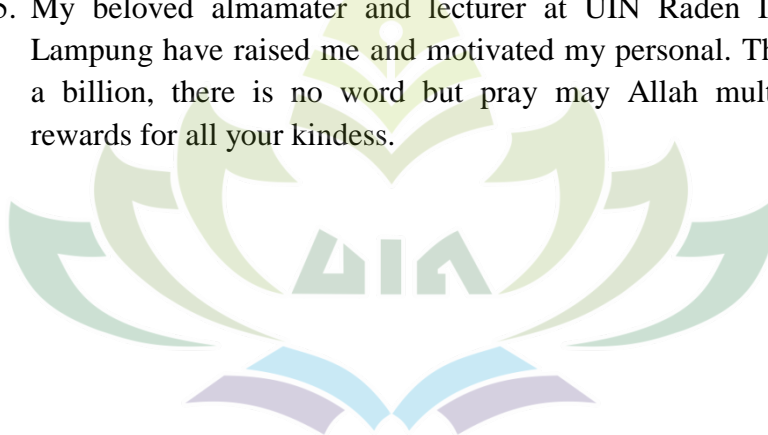 5. My beloved almamater and lecturer at UIN Raden
Lampung have raised me and motivated my personal.
a billion, there is no word but pray may Allah
rewards for all your kindess.
UIN